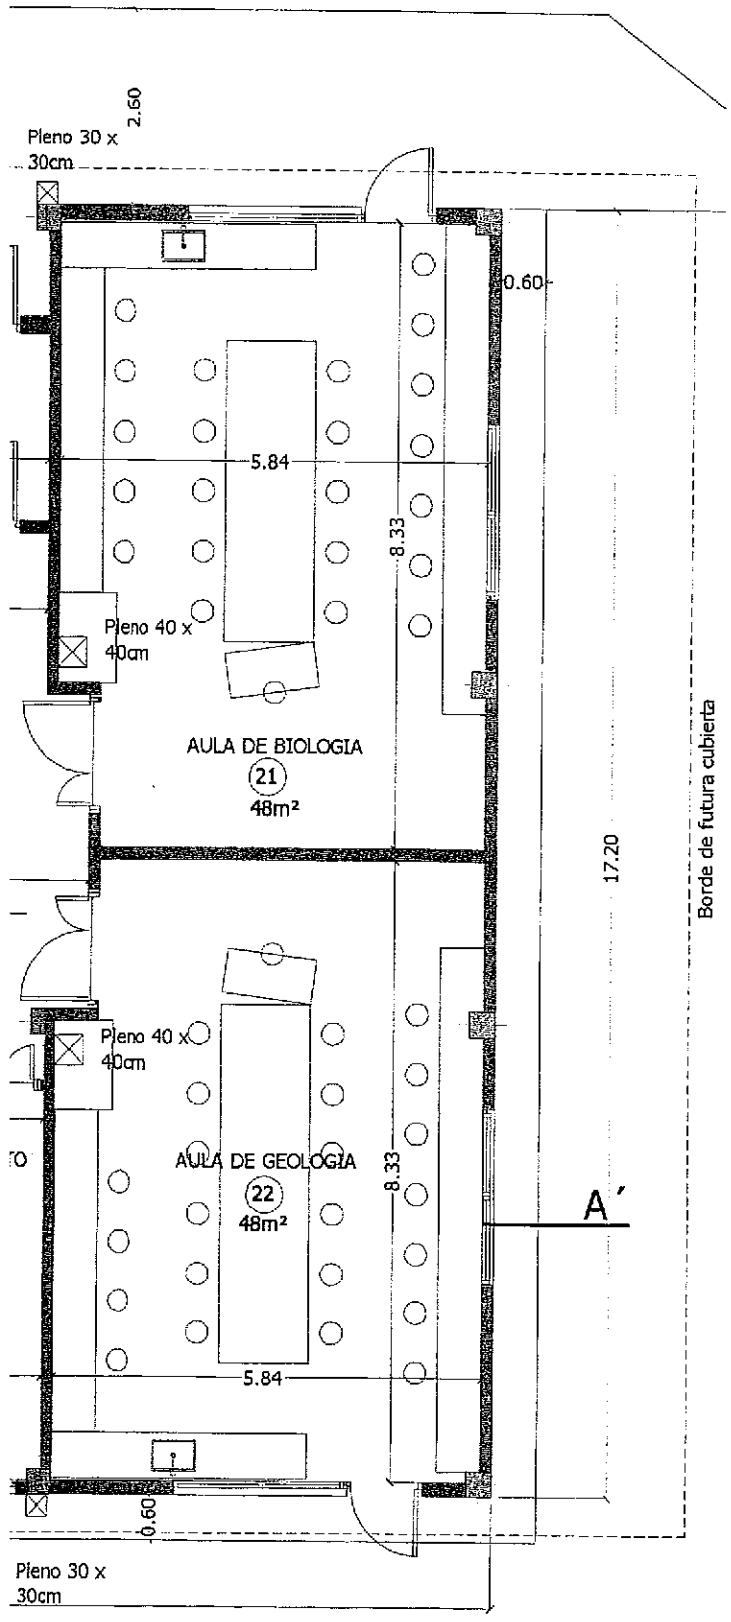 2.60
Pleno 30 x
30cm
0.60
5.84
8.33
Pleno 40 x
40cm
AULA DE BIOLOGIA
21
48m²
Borde de futura cubierta
17.20
Pleno 40 x
40cm
TO
AULA DE GEOLOGIA
22
48m²
8.33
A´
5.84
0.60
Pleno 30 x
30cm